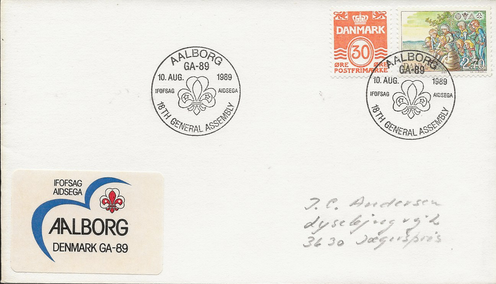 DANMARK
30
ØRE ØRE
POSTFRIMÆRKE
AALBORG
GA-89
10. AUG. 1989
IFOFSAG AIDSEGA
18TH GENERAL ASSEMBLY
AALBORG
GA-89
10. AUG. 1989
IFOFSAG AIDSEGA
18TH GENERAL ASSEMBLY
IFOFSAG
AIDSEGA
AALBORG
DENMARK GA-89
J.C. Andersen
3630 Jægerspris